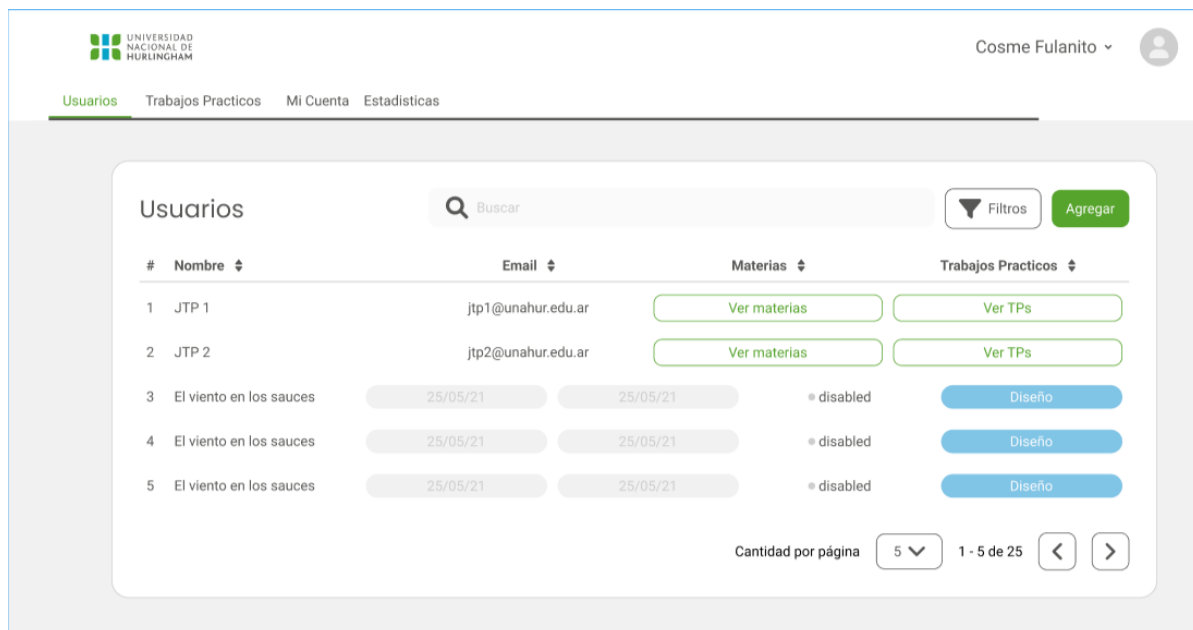 UNIVERSIDAD
NACIONAL DE
HURLINGHAM
Cosme Fulanito
Usuarios Trabajos Practicos Mi Cuenta Estadisticas
Usuarios Buscar Filtros Agregar
# Nombre Email Materias Trabajos Practicos
1 JTP 1 jtp1@unahur.edu.ar Ver materias Ver TPs
2 JTP 2 jtp2@unahur.edu.ar Ver materias Ver TPs
3 El viento en los sauces 25/05/21 25/05/21 disabled Diseño
4 El viento en los sauces 25/05/21 25/05/21 disabled Diseño
5 El viento en los sauces 25/05/21 25/05/21 disabled Diseño
Cantidad por página 5 1 - 5 de 25